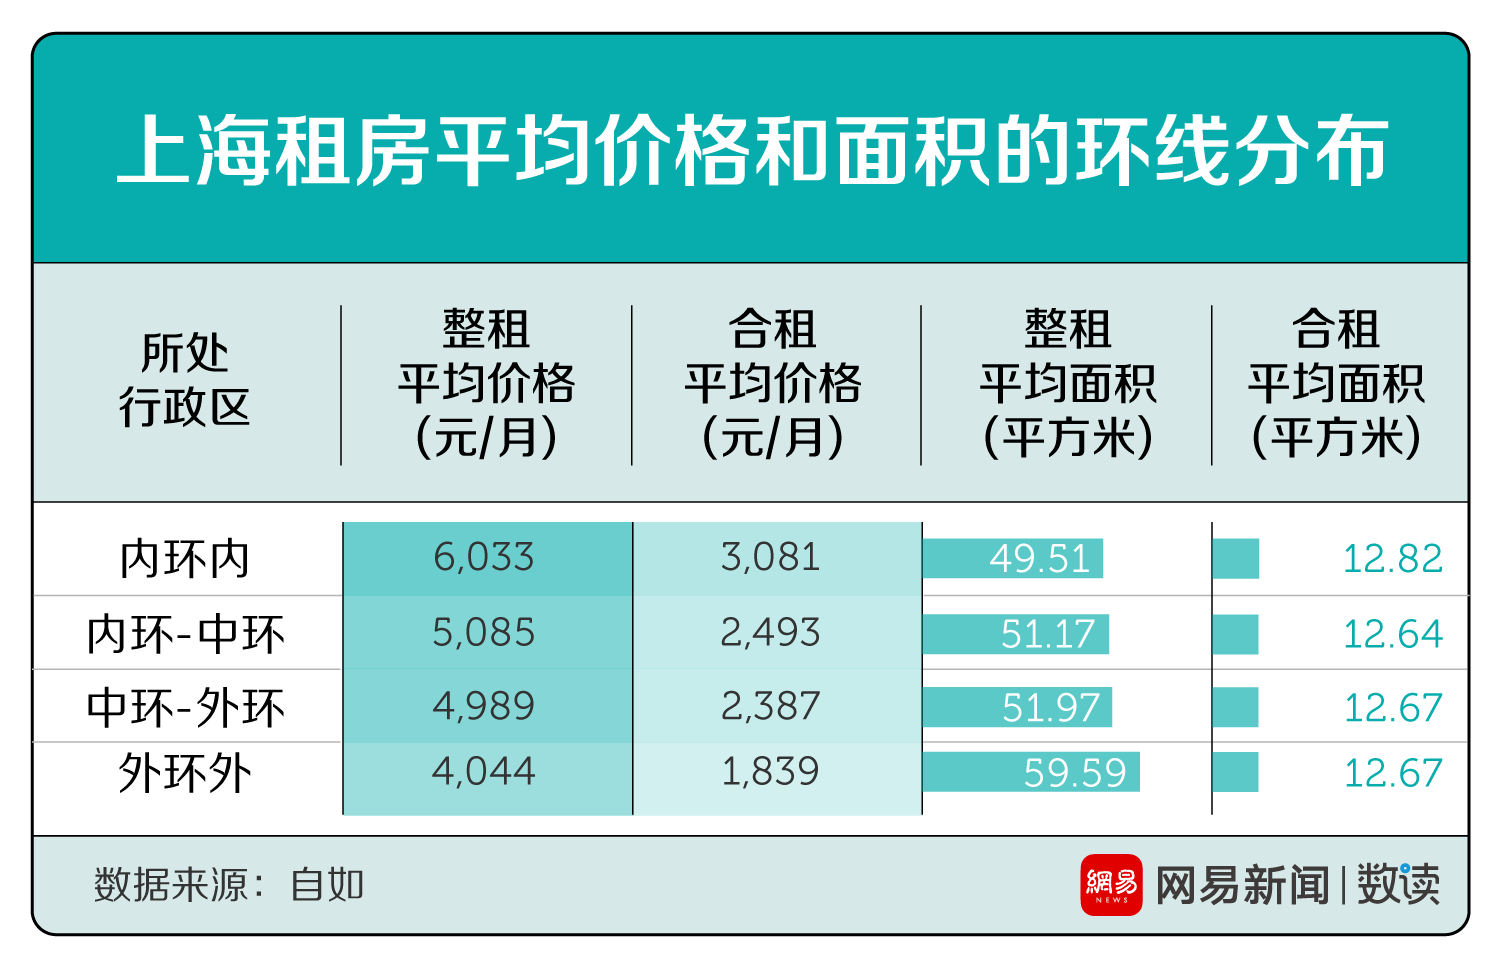 上海租房平均价格和面积的环线分布
所处
行政区
整租
平均价格
(元/月)
合租
平均价格
(元/月)
整租
平均面积
(平方米)
合租
平均面积
(平方米)
内环内 6,033 3,081 49.51 12.82
内环-中环 5,085 2,493 51.17 12.64
中环-外环 4,989 2,387 51.97 12.67
外环外 4,044 1,839 59.59 12.67
数据来源：自如
網易
NEWS
网易新闻|数读